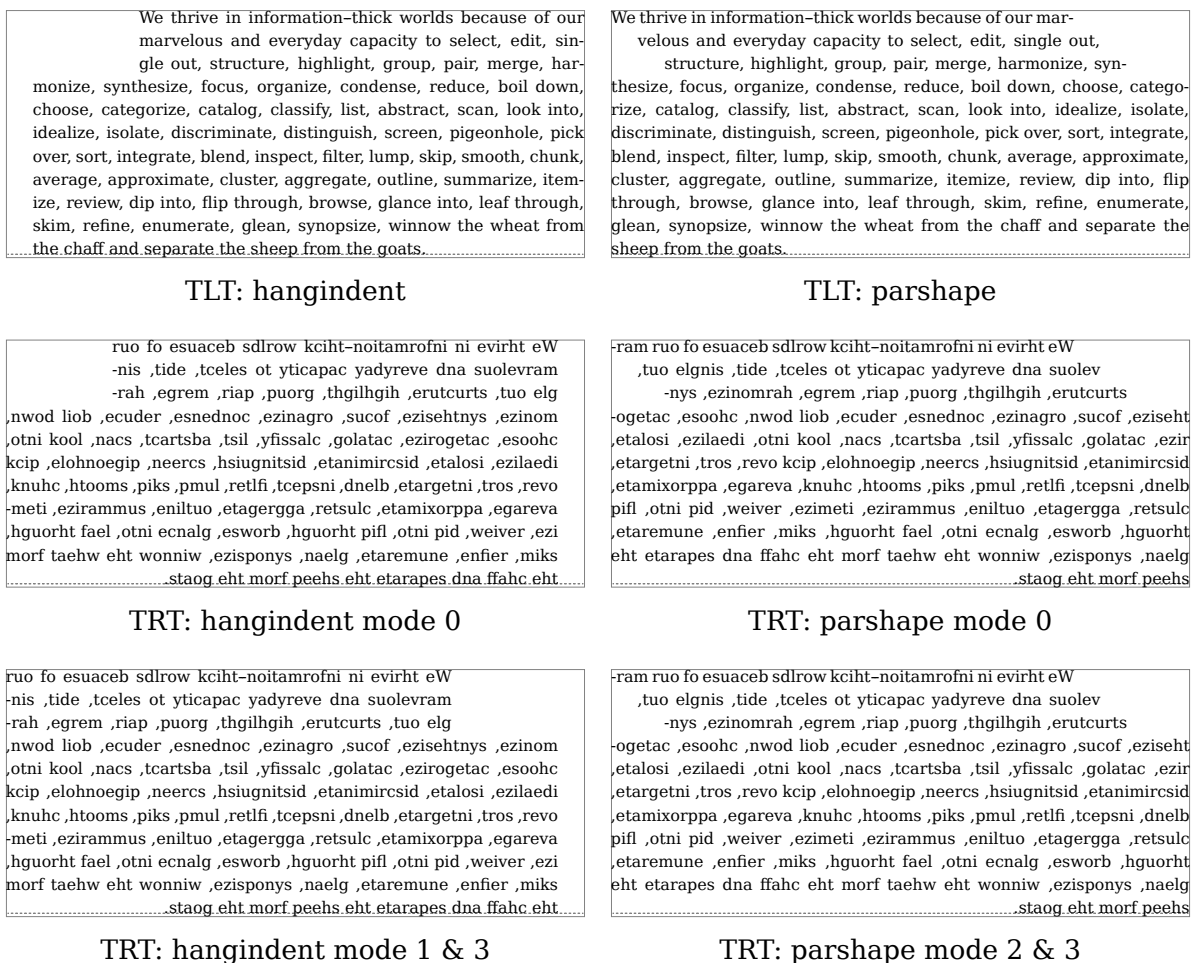 We thrive in information–thick worlds because of our
marvelous and everyday capacity to select, edit, sin-
gle out, structure, highlight, group, pair, merge, har-
monize, synthesize, focus, organize, condense, reduce, boil down,
choose, categorize, catalog, classify, list, abstract, scan, look into,
idealize, isolate, discriminate, distinguish, screen, pigeonhole, pick
over, sort, integrate, blend, inspect, filter, lump, skip, smooth, chunk,
average, approximate, cluster, aggregate, outline, summarize, item-
ize, review, dip into, flip through, browse, glance into, leaf through,
skim, refine, enumerate, glean, synopsize, winnow the wheat from
the chaff and separate the sheep from the goats.
TLT: hangindent
We thrive in information–thick worlds because of our mar-
velous and everyday capacity to select, edit, single out,
structure, highlight, group, pair, merge, harmonize, syn-
thesize, focus, organize, condense, reduce, boil down, choose, catego-
rize, catalog, classify, list, abstract, scan, look into, idealize, isolate,
discriminate, distinguish, screen, pigeonhole, pick over, sort, integrate,
blend, inspect, filter, lump, skip, smooth, chunk, average, approximate,
cluster, aggregate, outline, summarize, itemize, review, dip into, flip
through, browse, glance into, leaf through, skim, refine, enumerate,
glean, synopsize, winnow the wheat from the chaff and separate the
sheep from the goats.
TLT: parshape
ruo fo esuaceb sdlrow kciht–noitamrofni ni evirht eW
-nis ,tide ,tceles ot yticapac yadyreve dna suolevram
-rah ,egrem ,riap ,puorg ,thgilhgih ,erutcurts ,tuo elg
,nwod liob ,ecuder ,esnednoc ,ezinagro ,sucof ,ezisehtnys ,ezinom
,otni kool ,nacs ,tcartsba ,tsil ,yfissalc ,golatac ,ezirogetac ,esoohc
kcip ,elohnoegip ,neercs ,hsiugnitsid ,etanimircsid ,etalosi ,ezilaedi
,knuhc ,htooms ,piks ,pmul ,retlfi ,tcepsni ,dnelb ,etargetni ,tros ,revo
-meti ,ezirammus ,eniltuo ,etagergga ,retsulc ,etamixorppa ,egareva
,hguorht fael ,otni ecnalg ,esworb ,hguorht pifl ,otni pid ,weiver ,ezi
morf taehw eht wonniw ,ezisponys ,naelg ,etaremune ,enfier ,miks
.staog eht morf peehs eht etarapes dna ffahc eht
TRT: hangindent mode 0
-ram ruo fo esuaceb sdlrow kciht–noitamrofni ni evirht eW
,tuo elgnis ,tide ,tceles ot yticapac yadyreve dna suolev
-nys ,ezinomrah ,egrem ,riap ,puorg ,thgilhgih ,erutcurts
-ogetac ,esoohc ,nwod liob ,ecuder ,esnednoc ,ezinagro ,sucof ,eziseht
,etalosi ,ezilaedi ,otni kool ,nacs ,tcartsba ,tsil ,yfissalc ,golatac ,ezir
,etargetni ,tros ,revo kcip ,elohnoegip ,neercs ,hsiugnitsid ,etanimircsid
,etamixorppa ,egareva ,knuhc ,htooms ,piks ,pmul ,retlfi ,tcepsni ,dnelb
pifl ,otni pid ,weiver ,ezimeti ,ezirammus ,eniltuo ,etagergga ,retsulc
,etaremune ,enfier ,miks ,hguorht fael ,otni ecnalg ,esworb ,hguorht
eht etarapes dna ffahc eht morf taehw eht wonniw ,ezisponys ,naelg
.staog eht morf peehs
TRT: parshape mode 0
ruo fo esuaceb sdlrow kciht–noitamrofni ni evirht eW
-nis ,tide ,tceles ot yticapac yadyreve dna suolevram
-rah ,egrem ,riap ,puorg ,thgilhgih ,erutcurts ,tuo elg
,nwod liob ,ecuder ,esnednoc ,ezinagro ,sucof ,ezisehtnys ,ezinom
,otni kool ,nacs ,tcartsba ,tsil ,yfissalc ,golatac ,ezirogetac ,esoohc
kcip ,elohnoegip ,neercs ,hsiugnitsid ,etanimircsid ,etalosi ,ezilaedi
,knuhc ,htooms ,piks ,pmul ,retlfi ,tcepsni ,dnelb ,etargetni ,tros ,revo
-meti ,ezirammus ,eniltuo ,etagergga ,retsulc ,etamixorppa ,egareva
,hguorht fael ,otni ecnalg ,esworb ,hguorht pifl ,otni pid ,weiver ,ezi
morf taehw eht wonniw ,ezisponys ,naelg ,etaremune ,enfier ,miks
.staog eht morf peehs eht etarapes dna ffahc eht
TRT: hangindent mode 1 & 3
-ram ruo fo esuaceb sdlrow kciht–noitamrofni ni evirht eW
,tuo elgnis ,tide ,tceles ot yticapac yadyreve dna suolev
-nys ,ezinomrah ,egrem ,riap ,puorg ,thgilhgih ,erutcurts
-ogetac ,esoohc ,nwod liob ,ecuder ,esnednoc ,ezinagro ,sucof ,eziseht
,etalosi ,ezilaedi ,otni kool ,nacs ,tcartsba ,tsil ,yfissalc ,golatac ,ezir
,etargetni ,tros ,revo kcip ,elohnoegip ,neercs ,hsiugnitsid ,etanimircsid
,etamixorppa ,egareva ,knuhc ,htooms ,piks ,pmul ,retlfi ,tcepsni ,dnelb
pifl ,otni pid ,weiver ,ezimeti ,ezirammus ,eniltuo ,etagergga ,retsulc
,etaremune ,enfier ,miks ,hguorht fael ,otni ecnalg ,esworb ,hguorht
eht etarapes dna ffahc eht morf taehw eht wonniw ,ezisponys ,naelg
.staog eht morf peehs
TRT: parshape mode 2 & 3